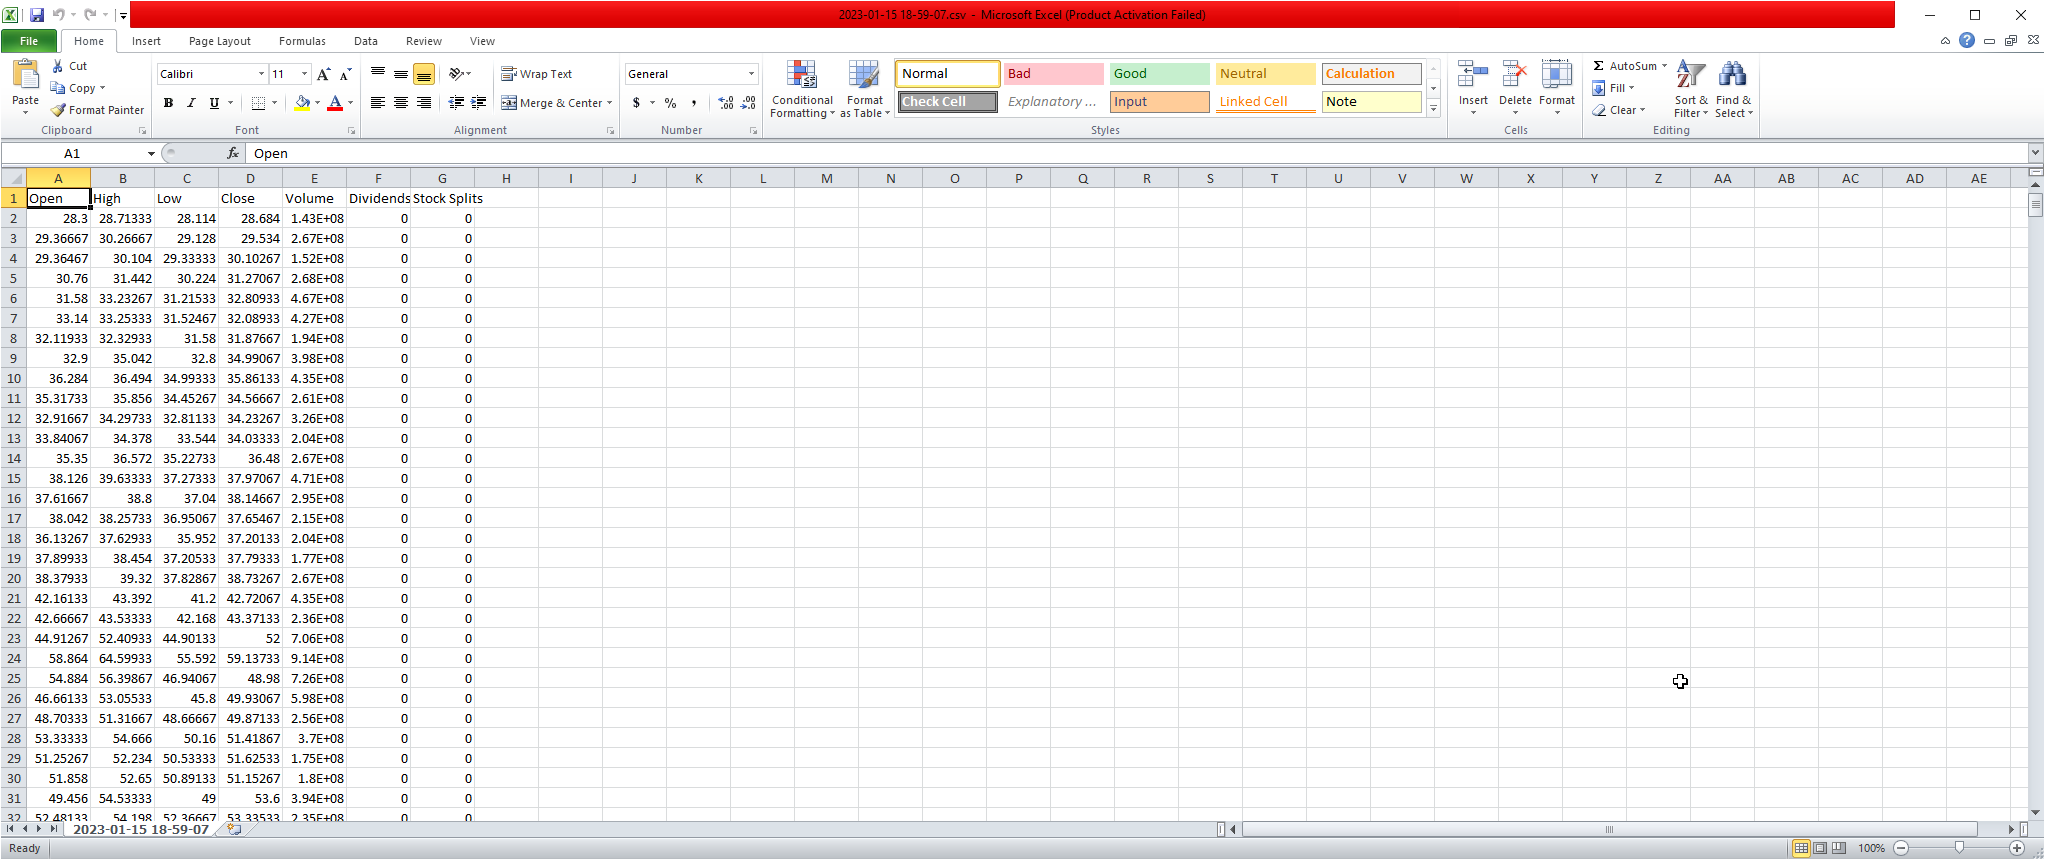 2023-01-15 18-59-07.csv - Microsoft Excel (Product Activation Failed)
File Home Insert Page Layout Formulas Data Review View
Paste
Cut
Copy
Format Painter
Clipboard
Calibri 11
B I U
Font
Wrap Text
Merge & Center
Alignment
General
$ % ,
Number
Conditional Formatting
Format as Table
Normal Bad Good Neutral Calculation
Check Cell Explanatory ... Input Linked Cell Note
Styles
Insert Delete Format
Cells
Σ AutoSum
Fill
Clear
Sort & Filter
Find & Select
Editing
A1 fx Open
A B C D E F G H I J K L M N O P Q R S T U V W X Y Z AA AB AC AD AE
1 Open High Low Close Volume Dividends Stock Splits
2 28.3 28.71333 28.114 28.684 1.43E+08 0 0
3 29.36667 30.26667 29.128 29.534 2.67E+08 0 0
4 29.36467 30.104 29.33333 30.10267 1.52E+08 0 0
5 30.76 31.442 30.224 31.27067 2.68E+08 0 0
6 31.58 33.23267 31.21533 32.80933 4.67E+08 0 0
7 33.14 33.25333 31.52467 32.08933 4.27E+08 0 0
8 32.11933 32.32933 31.58 31.87667 1.94E+08 0 0
9 32.9 35.042 32.8 34.99067 3.98E+08 0 0
10 36.284 36.494 34.99333 35.86133 4.35E+08 0 0
11 35.31733 35.856 34.45267 34.56667 2.61E+08 0 0
12 32.91667 34.29733 32.81133 34.23267 3.26E+08 0 0
13 33.84067 34.378 33.544 34.03333 2.04E+08 0 0
14 35.35 36.572 35.22733 36.48 2.67E+08 0 0
15 38.126 39.63333 37.27333 37.97067 4.71E+08 0 0
16 37.61667 38.8 37.04 38.14667 2.95E+08 0 0
17 38.042 38.25733 36.95067 37.65467 2.15E+08 0 0
18 36.13267 37.62933 35.952 37.20133 2.04E+08 0 0
19 37.89933 38.454 37.20533 37.79333 1.77E+08 0 0
20 38.37933 39.32 37.82867 38.73267 2.67E+08 0 0
21 42.16133 43.392 41.2 42.72067 4.35E+08 0 0
22 42.66667 43.53333 42.168 43.37133 2.36E+08 0 0
23 44.91267 52.40933 44.90133 52 7.06E+08 0 0
24 58.864 64.59933 55.592 59.13733 9.14E+08 0 0
25 54.884 56.39867 46.94067 48.98 7.26E+08 0 0
26 46.66133 53.05533 45.8 49.93067 5.98E+08 0 0
27 48.70333 51.31667 48.66667 49.87133 2.56E+08 0 0
28 53.33333 54.666 50.16 51.41867 3.7E+08 0 0
29 51.25267 52.234 50.53333 51.62533 1.75E+08 0 0
30 51.858 52.65 50.89133 51.15267 1.8E+08 0 0
31 49.456 54.53333 49 53.6 3.94E+08 0 0
32 52.48133 54.198 52.36667 53.33533 2.35E+08 0 0
2023-01-15 18-59-07
Ready 100%